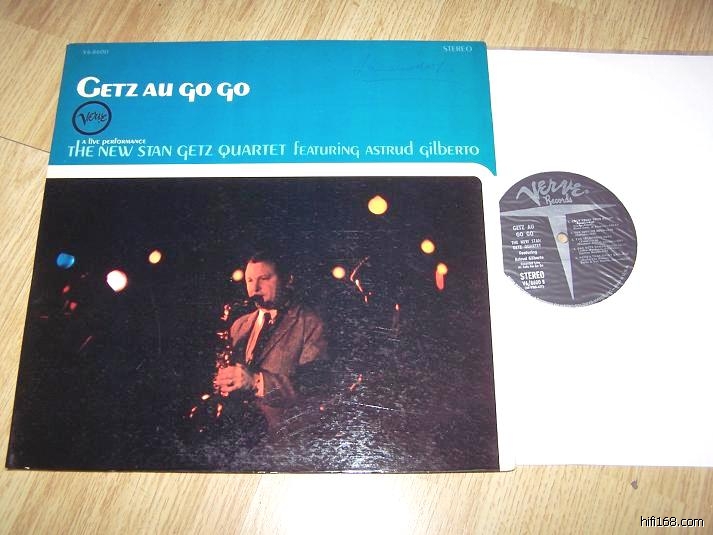 V6-8600
STEREO
GETZ AU GO GO
Verve
a live performance
THE NEW STAN GETZ QUARTET featuring ASTRUD GILBERTO
VERVE
Records
GETZ AU
GO GO
THE NEW STAN
GETZ QUARTET
Featuring
Astrud Gilberto
STEREO
V6/8600 B
hifi168.com